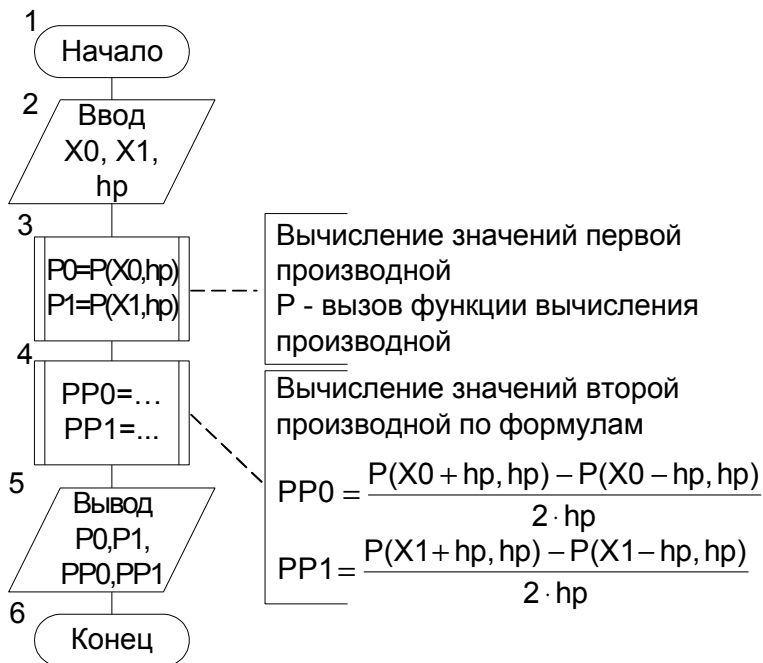 1
Начало
2
Ввод
X0, X1,
hp
3
P0=P(X0,hp)
P1=P(X1,hp)
Вычисление значений первой
производной
P - вызов функции вычисления
производной
4
PP0=…
PP1=...
Вычисление значений второй
производной по формулам
PP0 = P(X0 + hp, hp) − P(X0 − hp, hp)
2 · hp
PP1 = P(X1 + hp, hp) − P(X1 − hp, hp)
2 · hp
5
Вывод
P0,P1,
PP0,PP1
6
Конец